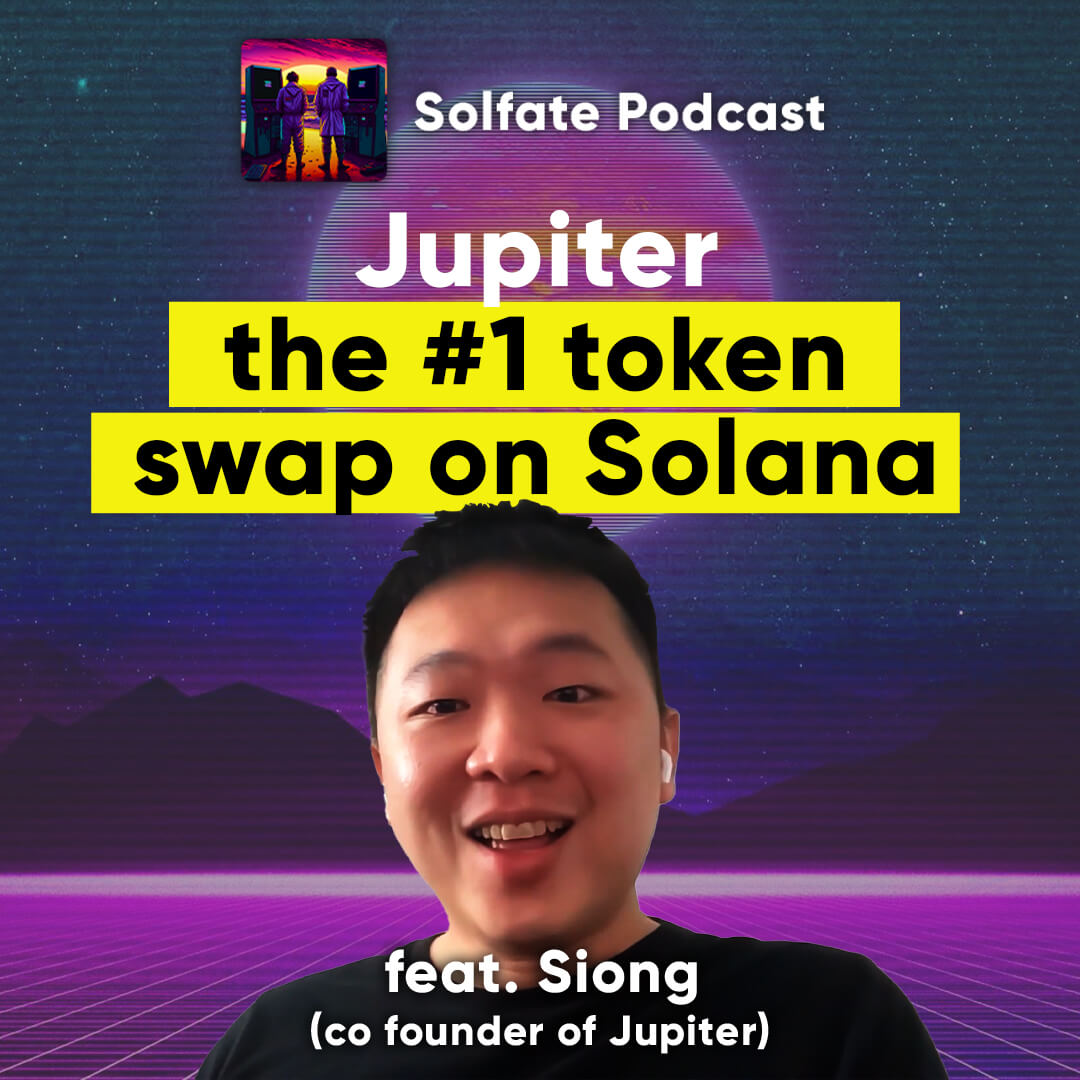 Solfate Podcast
Jupiter
the #1 token
swap on Solana
feat. Siong
(co founder of Jupiter)